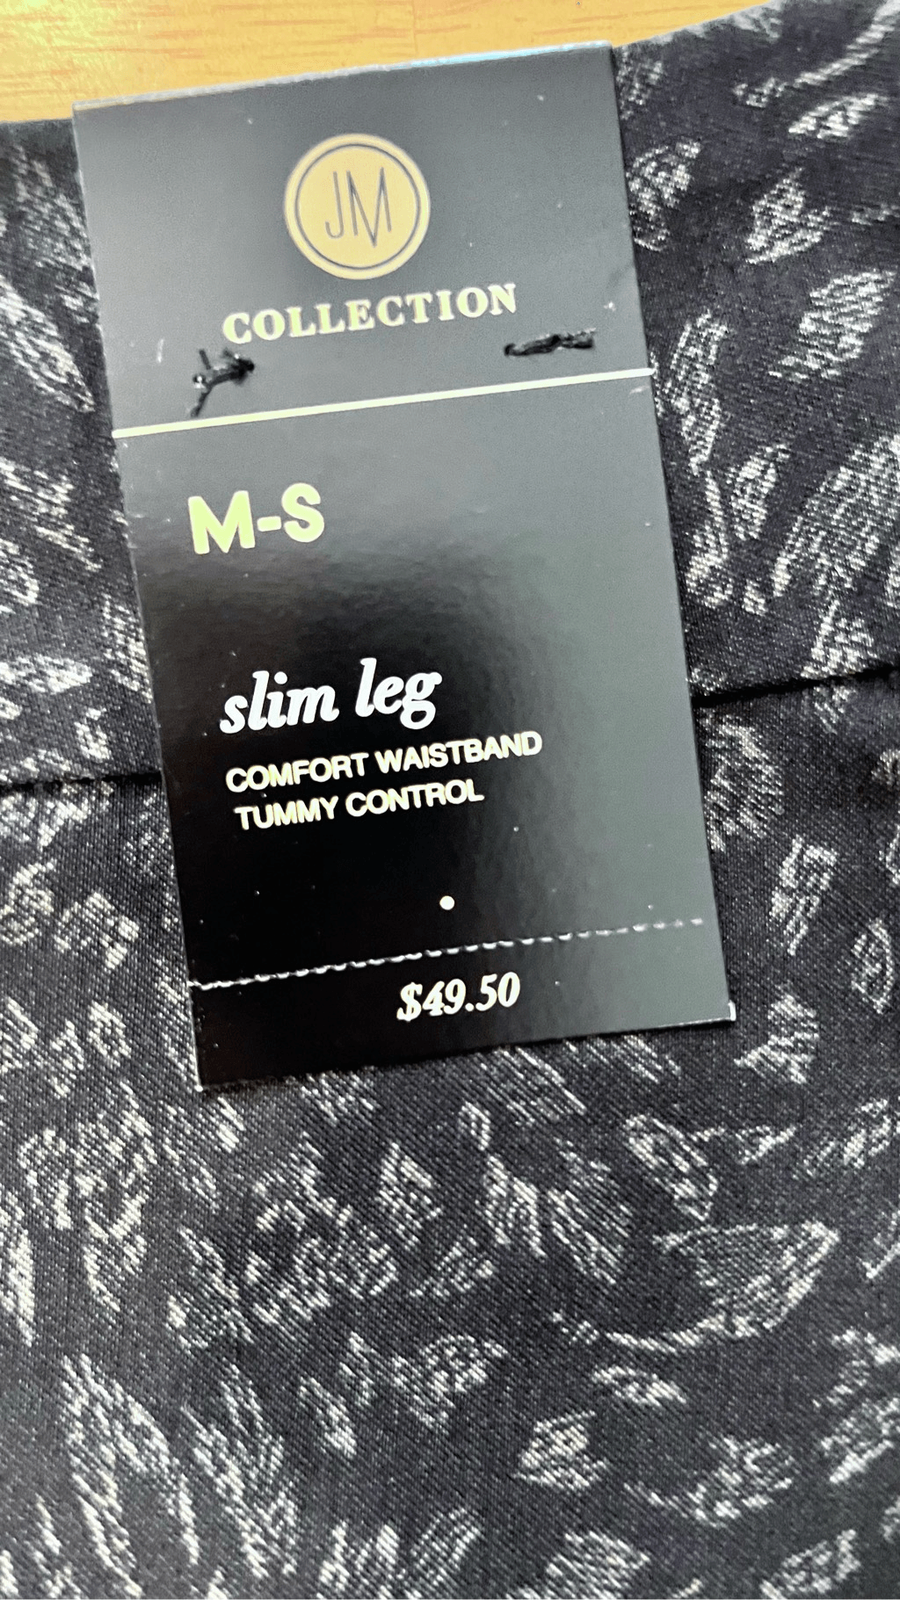 JM
COLLECTION
M-S
slim leg
COMFORT WAISTBAND
TUMMY CONTROL
$49.50